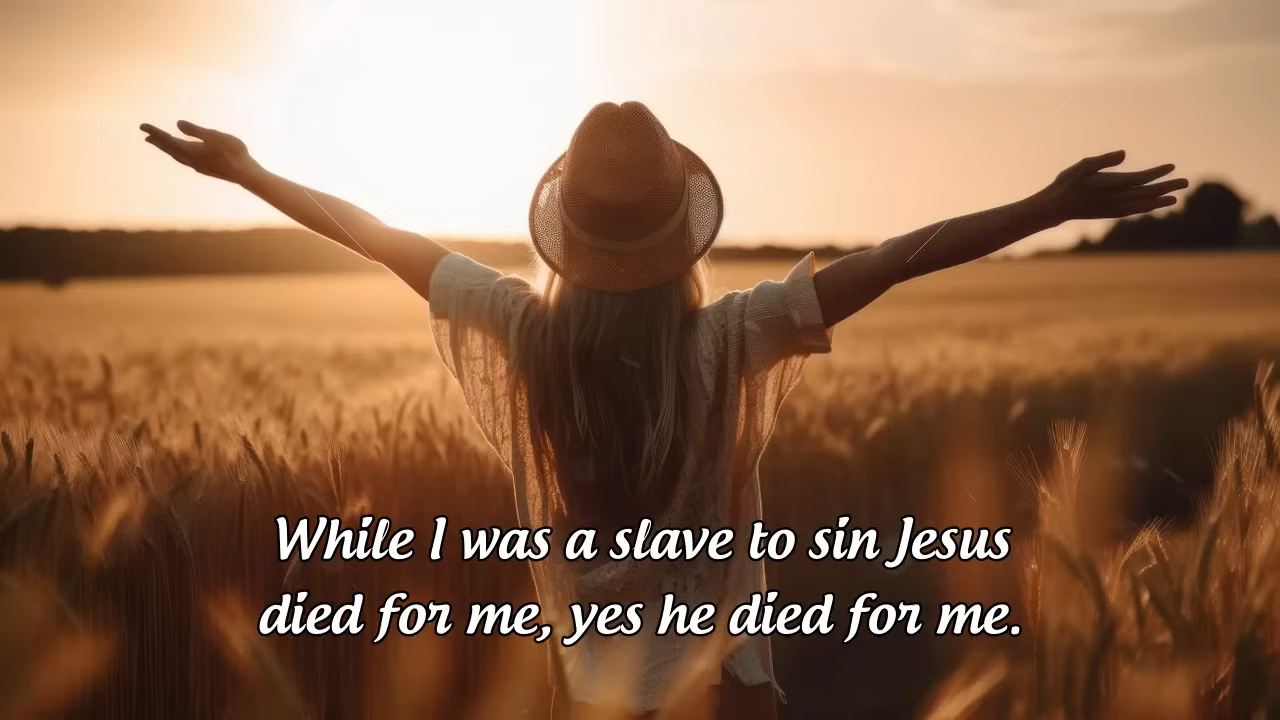 While I was a slave to sin Jesus
died for me, yes he died for me.